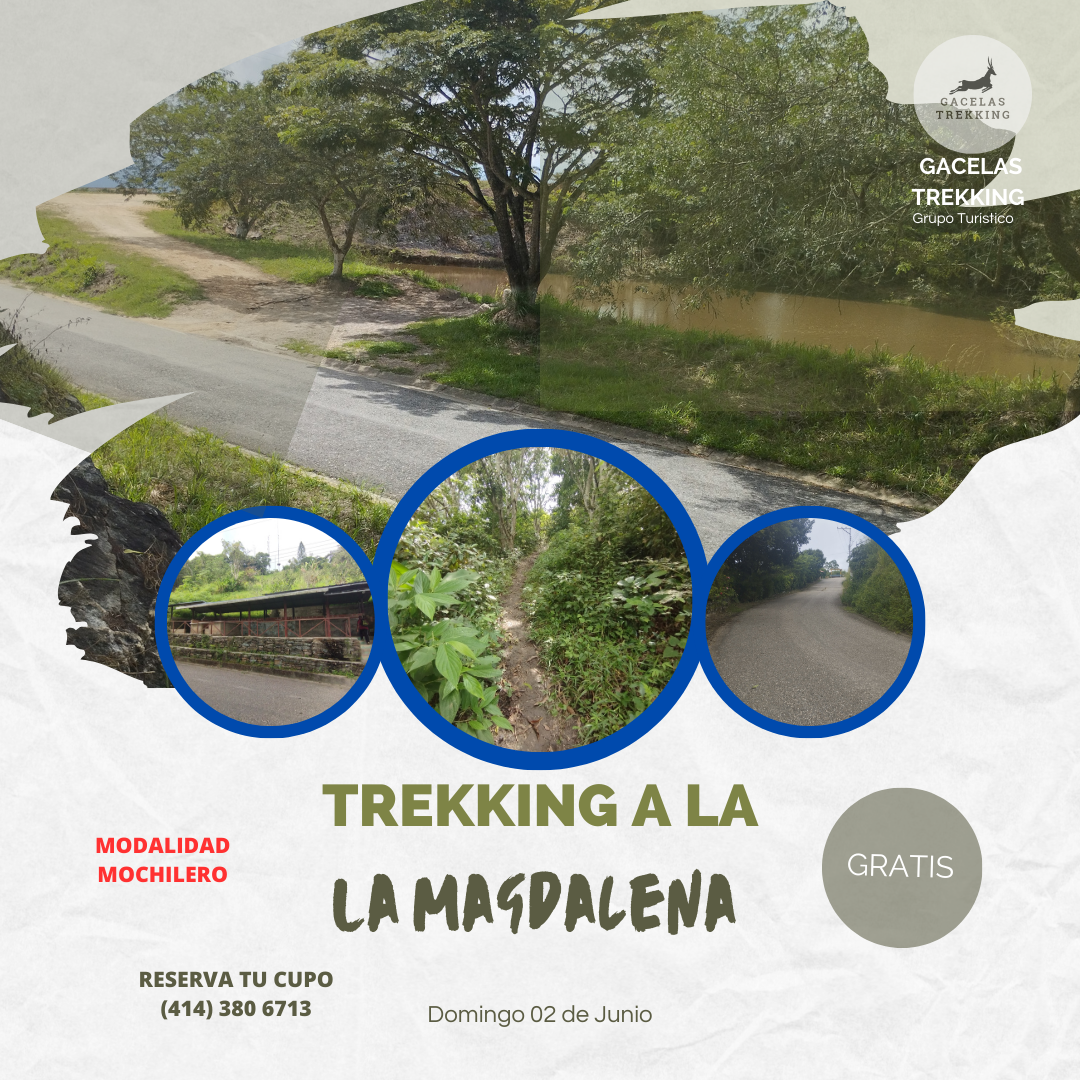 GACELAS
TREKKING
GACELAS
TREKKING
Grupo Turístico
TREKKING A LA
LA MAGDALENA
MODALIDAD
MOCHILERO
GRATIS
RESERVA TU CUPO
(414) 380 6713
Domingo 02 de Junio